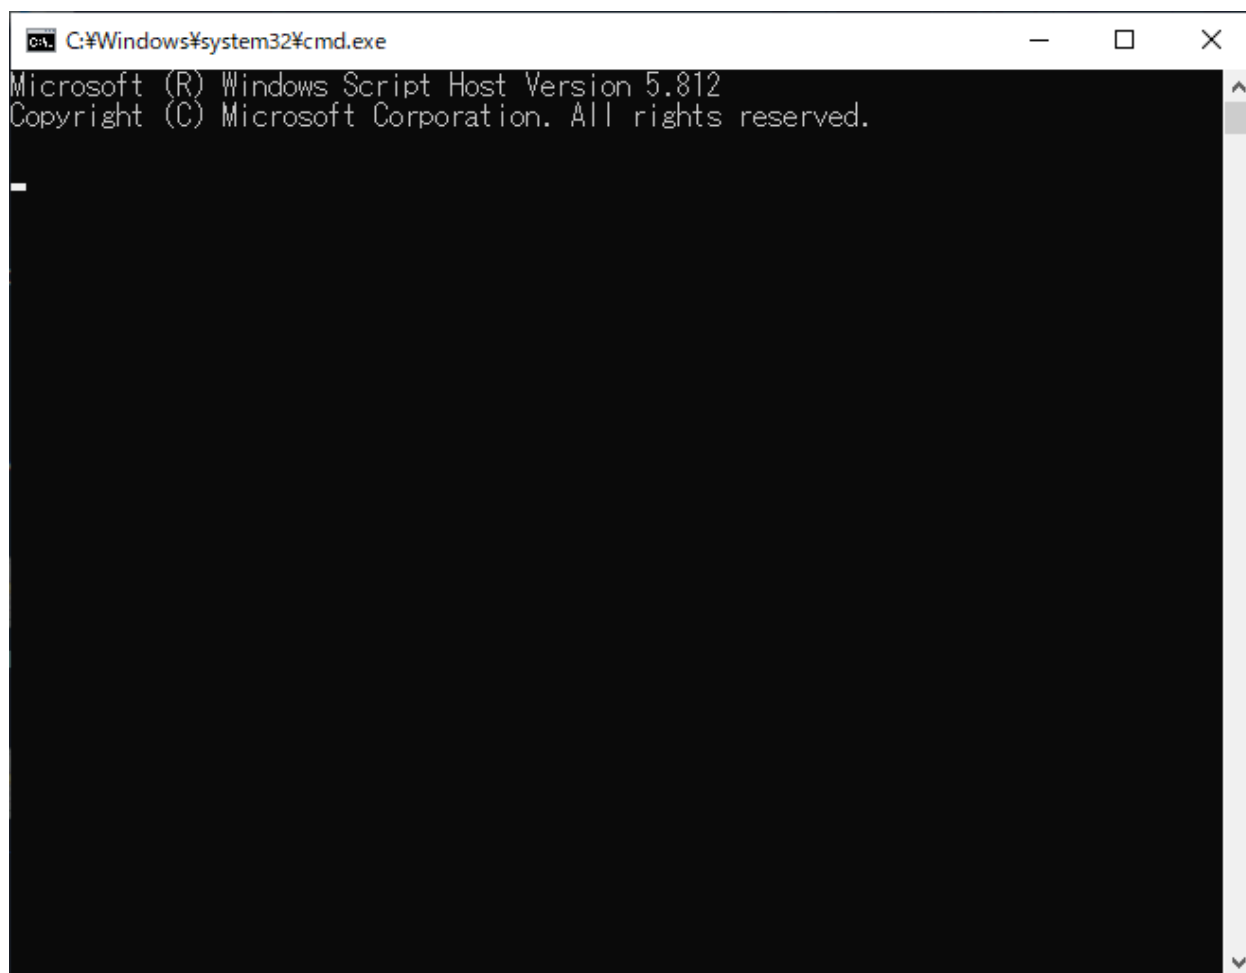 C:¥Windows¥system32¥cmd.exe
Microsoft (R) Windows Script Host Version 5.812
Copyright (C) Microsoft Corporation. All rights reserved.